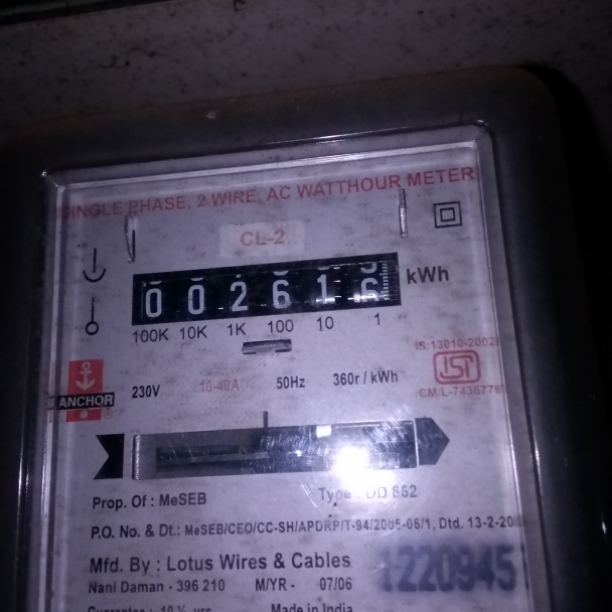 SINGLE PHASE, 2 WIRE, AC WATTHOUR METER
CL-2
0 0 2 6 1 6 kWh
100K 10K 1K 100 10 1
IS:13010-2002
ISI
CM/L-7436779
ANCHOR
230V 10-40A 50Hz 360r / kWh
Prop. Of : MeSEB Type : DD 862
P.O. No. & Dt.: MeSEB/CEO/CC-SH/APDRP/T-94/2005-06/1, Dtd. 13-2-20
Mfd. By : Lotus Wires & Cables
Nani Daman - 396 210 M/YR - 07/06
1220945
Made in India